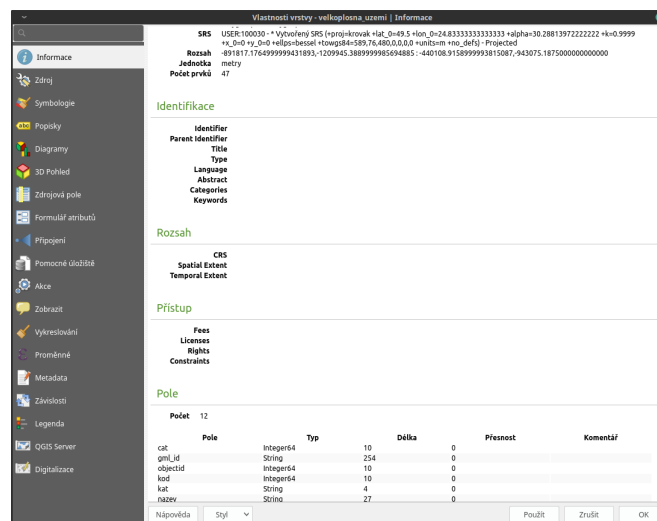 Vlastnosti vrstvy - velkoplosna_uzemi | Informace
Informace
Zdroj
Symbologie
abc Popisky
Diagramy
3D Pohled
Zdrojová pole
Formulář atributů
Připojení
Pomocné úložiště
Akce
Zobrazit
Vykreslování
Proměnné
Metadata
Závislosti
Legenda
QGIS Server
Digitalizace
SRS USER:100030 - * Vytvořený SRS (+proj=krovak +lat_0=49.5 +lon_0=24.83333333333333 +alpha=30.28813972222222 +k=0.9999
+x_0=0 +y_0=0 +ellps=bessel +towgs84=589,76,480,0,0,0,0 +units=m +no_defs) - Projected
Rozsah -891817.1764999999431893,-1209945.3889999985694885 : -440108.9158999993815087,-943075.1875000000000000
Jednotka metry
Počet prvků 47
Identifikace
Identifier
Parent Identifier
Title
Type
Language
Abstract
Categories
Keywords
Rozsah
CRS
Spatial Extent
Temporal Extent
Přístup
Fees
Licenses
Rights
Constraints
Pole
Počet 12
Pole Typ Délka Přesnost Komentář
cat Integer64 10 0
gml_id String 254 0
objectid Integer64 10 0
kod Integer64 10 0
kat String 4 0
nazev String 27 0
Nápověda Styl Použít Zrušit OK